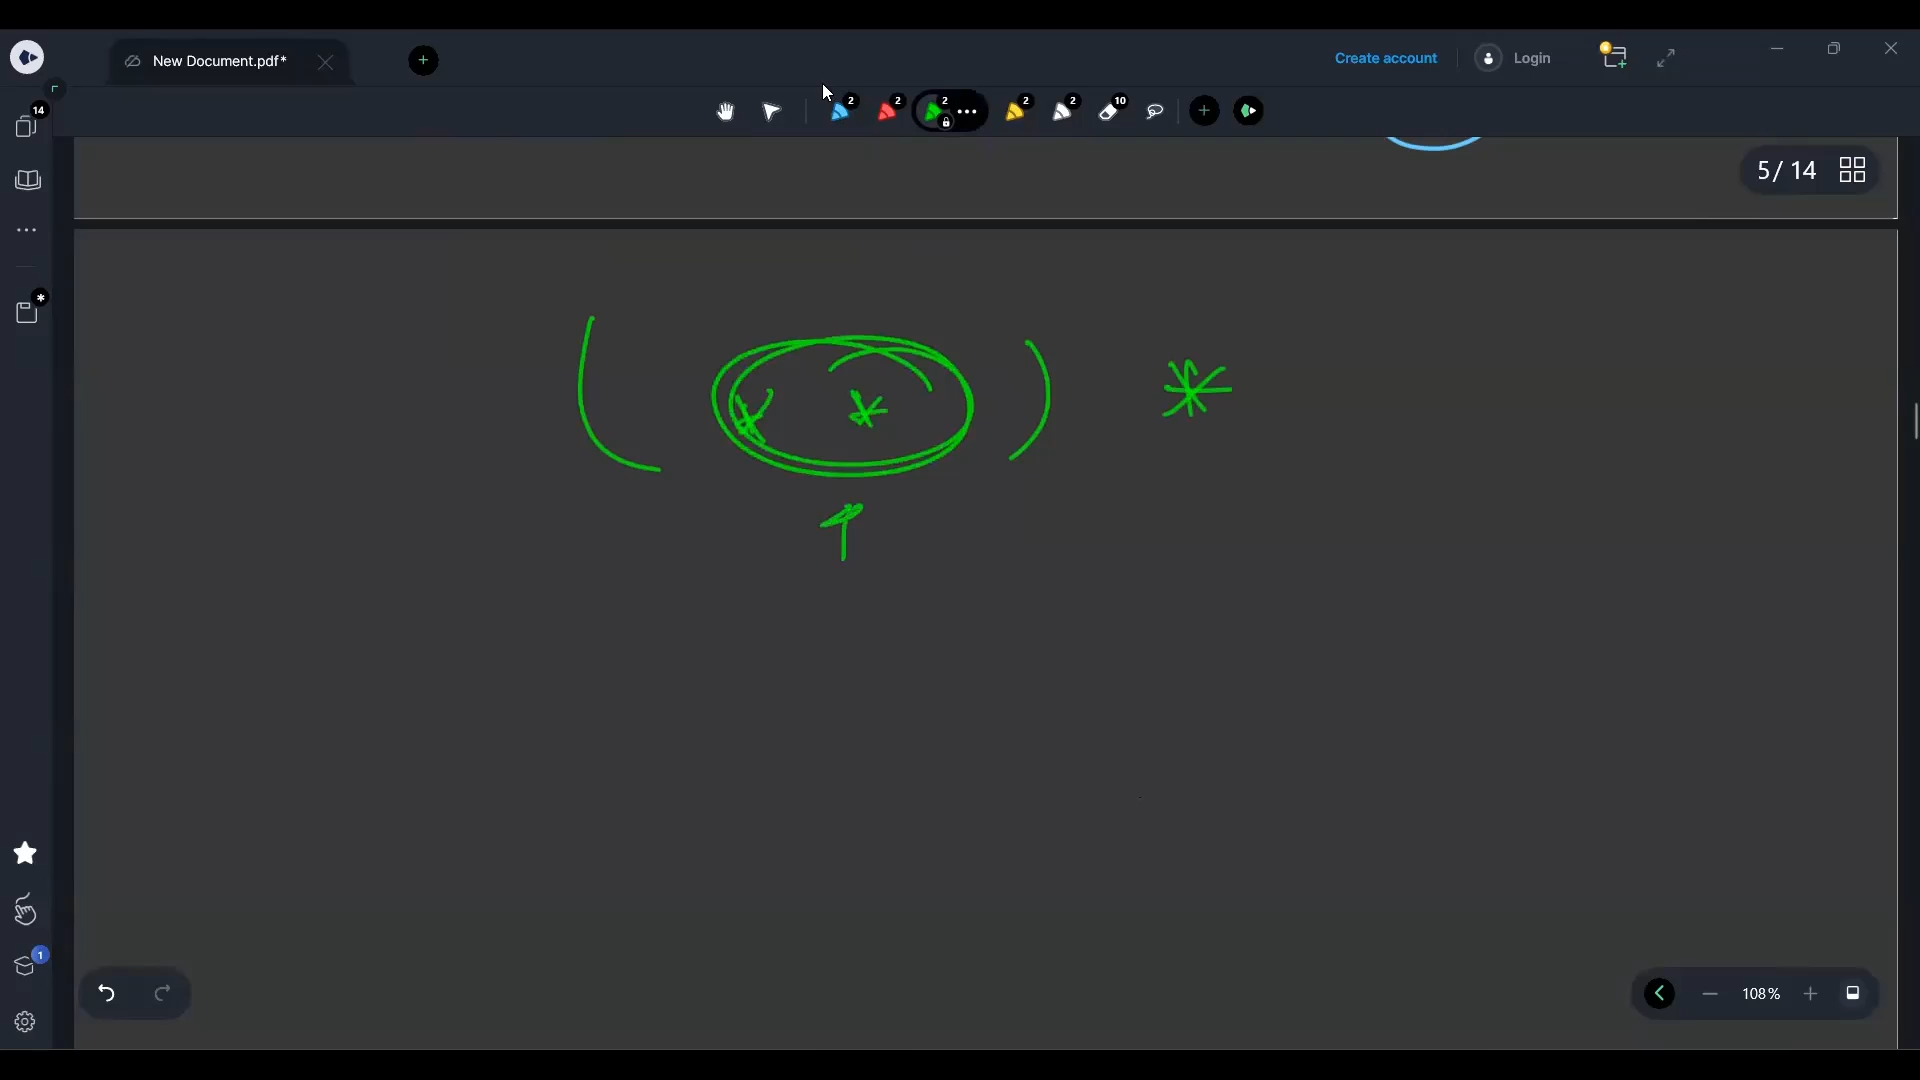 New Document.pdf*
Create account
Login
14
2
2
2
2
2
10
5/ 14
( * * ) *
1
108%